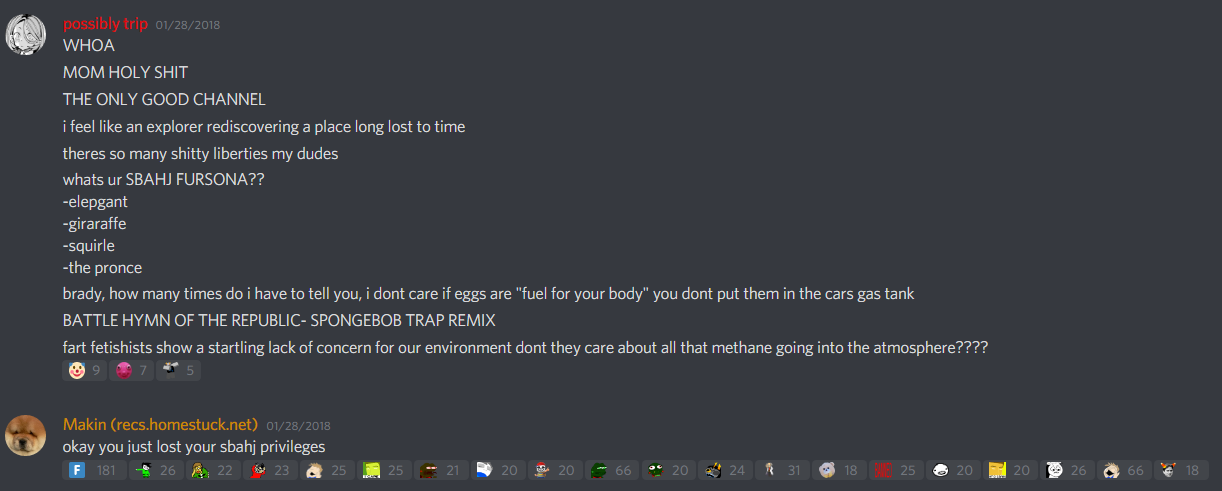 possibly trip 01/28/2018
WHOA
MOM HOLY SHIT
THE ONLY GOOD CHANNEL
i feel like an explorer rediscovering a place long lost to time
theres so many shitty liberties my dudes
whats ur SBAHJ FURSONA??
-elepgant
-giraraffe
-squirle
-the pronce
brady, how many times do i have to tell you, i dont care if eggs are "fuel for your body" you dont put them in the cars gas tank
BATTLE HYMN OF THE REPUBLIC- SPONGEBOB TRAP REMIX
fart fetishists show a startling lack of concern for our environment dont they care about all that methane going into the atmosphere????
9 7 5
Makin (recs.homestuck.net) 01/28/2018
okay you just lost your sbahj privileges
F 181 26 22 23 25 25 21 20 20 66 20 24 31 18 25 20 20 26 66 18